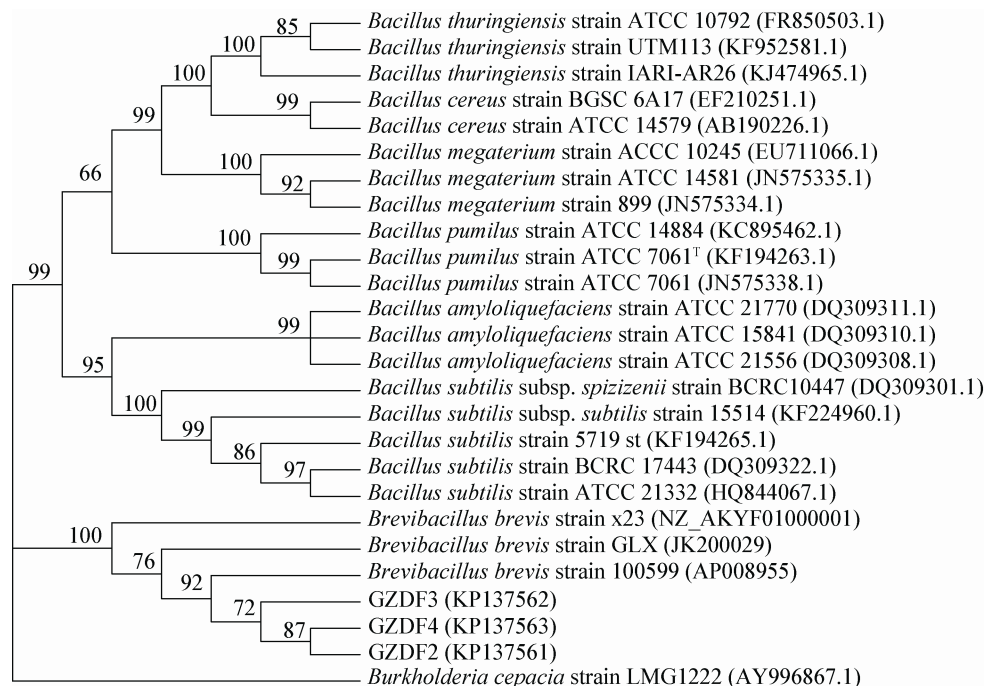 85 Bacillus thuringiensis strain ATCC 10792 (FR850503.1)
100 Bacillus thuringiensis strain UTM113 (KF952581.1)
100 Bacillus thuringiensis strain IARI-AR26 (KJ474965.1)
99 Bacillus cereus strain BGSC 6A17 (EF210251.1)
99 Bacillus cereus strain ATCC 14579 (AB190226.1)
100 Bacillus megaterium strain ACCC 10245 (EU711066.1)
66 92 Bacillus megaterium strain ATCC 14581 (JN575335.1)
Bacillus megaterium strain 899 (JN575334.1)
100 Bacillus pumilus strain ATCC 14884 (KC895462.1)
99 99 Bacillus pumilus strain ATCC 7061ᵀ (KF194263.1)
Bacillus pumilus strain ATCC 7061 (JN575338.1)
Bacillus amyloliquefaciens strain ATCC 21770 (DQ309311.1)
99 Bacillus amyloliquefaciens strain ATCC 15841 (DQ309310.1)
95 Bacillus amyloliquefaciens strain ATCC 21556 (DQ309308.1)
100 Bacillus subtilis subsp. spizizenii strain BCRC10447 (DQ309301.1)
99 Bacillus subtilis subsp. subtilis strain 15514 (KF224960.1)
86 Bacillus subtilis strain 5719 st (KF194265.1)
97 Bacillus subtilis strain BCRC 17443 (DQ309322.1)
Bacillus subtilis strain ATCC 21332 (HQ844067.1)
100 Brevibacillus brevis strain x23 (NZ_AKYF01000001)
76 Brevibacillus brevis strain GLX (JK200029)
92 Brevibacillus brevis strain 100599 (AP008955)
72 GZDF3 (KP137562)
87 GZDF4 (KP137563)
GZDF2 (KP137561)
Burkholderia cepacia strain LMG1222 (AY996867.1)